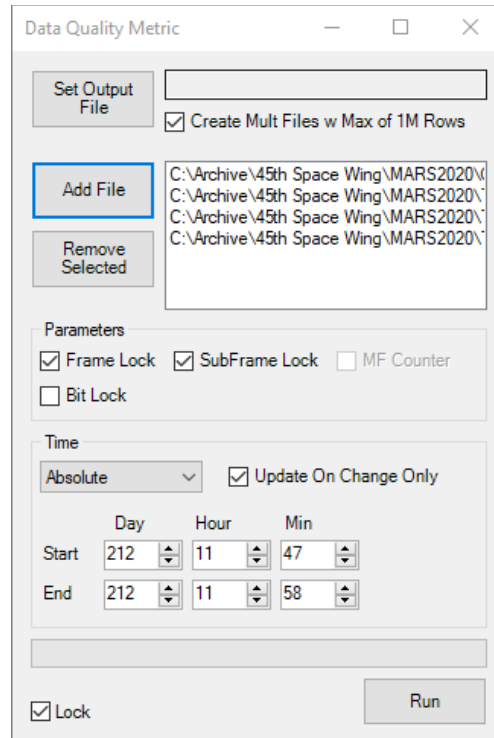 Data Quality Metric
Set Output
File
Create Mult Files w Max of 1M Rows
Add File
C:\Archive\45th Space Wing\MARS2020\
C:\Archive\45th Space Wing\MARS2020\
C:\Archive\45th Space Wing\MARS2020\
C:\Archive\45th Space Wing\MARS2020\
Remove
Selected
Parameters
Frame Lock SubFrame Lock MF Counter
Bit Lock
Time
Absolute Update On Change Only
Day Hour Min
Start 212 11 47
End 212 11 58
Lock Run